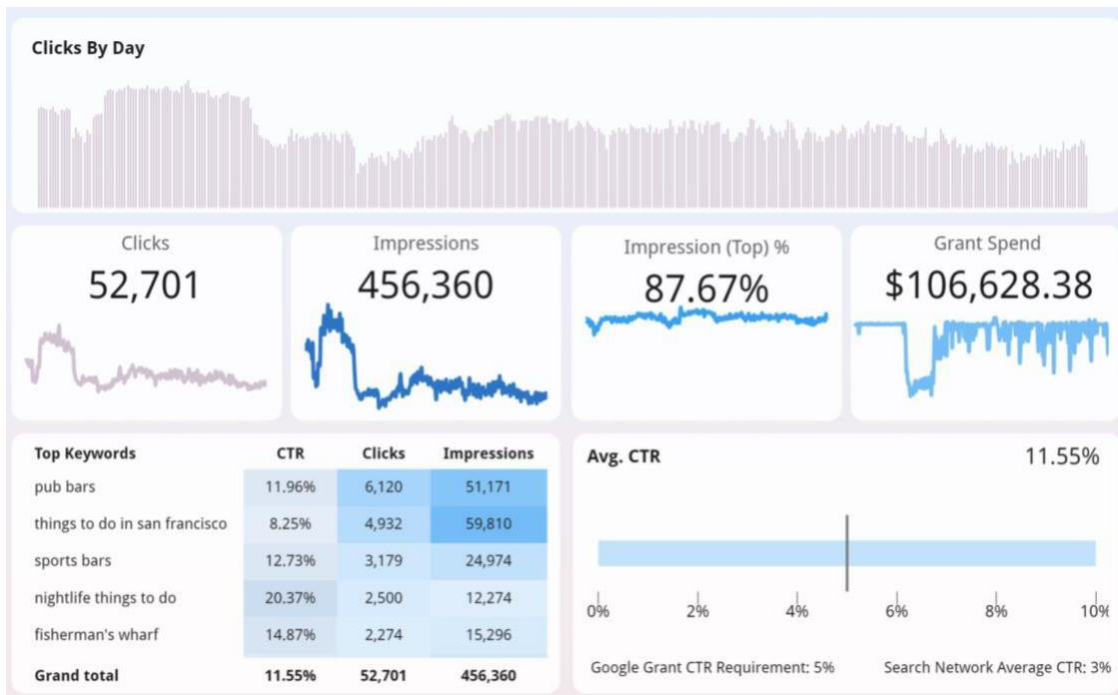 Clicks By Day
Clicks
52,701
Impressions
456,360
Impression (Top) %
87.67%
Grant Spend
$106,628.38
Top Keywords CTR Clicks Impressions
pub bars 11.96% 6,120 51,171
things to do in san francisco 8.25% 4,932 59,810
sports bars 12.73% 3,179 24,974
nightlife things to do 20.37% 2,500 12,274
fisherman's wharf 14.87% 2,274 15,296
Grand total 11.55% 52,701 456,360
Avg. CTR 11.55%
0% 2% 4% 6% 8% 10%
Google Grant CTR Requirement: 5% Search Network Average CTR: 3%